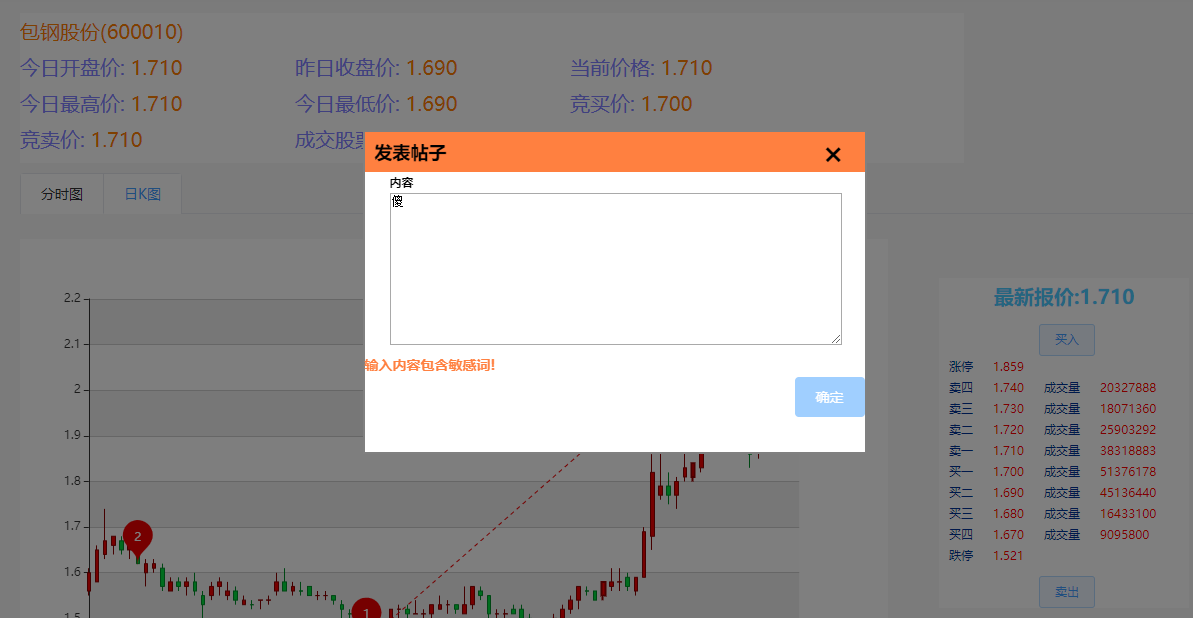 包钢股份(600010)
今日开盘价: 1.710 昨日收盘价: 1.690 当前价格: 1.710
今日最高价: 1.710 今日最低价: 1.690 竞买价: 1.700
竞卖价: 1.710 成交股
发表帖子 ×
内容
傻
输入内容包含敏感词!
确定
分时图 日K图
2.2
2.1
2
1.9
1.8
1.7
1.6
1.5
2
1
最新报价:1.710
买入
涨停 1.859
卖四 1.740 成交量 20327888
卖三 1.730 成交量 18071360
卖二 1.720 成交量 25903292
卖一 1.710 成交量 38318883
买一 1.700 成交量 51376178
买二 1.690 成交量 45136440
买三 1.680 成交量 16433100
买四 1.670 成交量 9095800
跌停 1.521
卖出